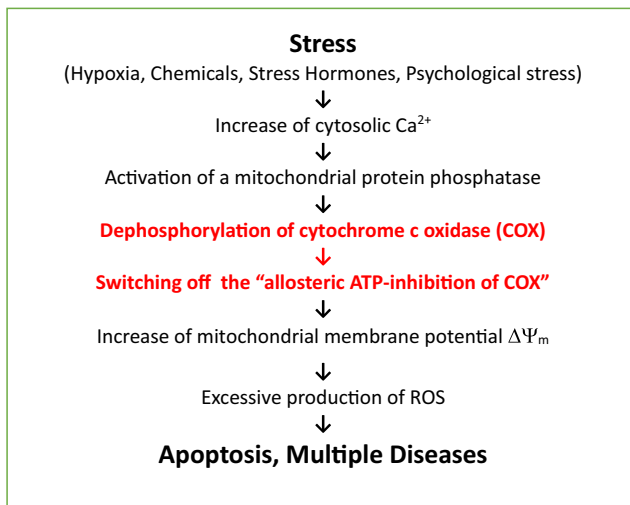 Stress
(Hypoxia, Chemicals, Stress Hormones, Psychological stress)
↓
Increase of cytosolic Ca²⁺
↓
Activation of a mitochondrial protein phosphatase
↓
Dephosphorylation of cytochrome c oxidase (COX)
↓
Switching off the “allosteric ATP-inhibition of COX”
↓
Increase of mitochondrial membrane potential ΔΨₘ
↓
Excessive production of ROS
↓
Apoptosis, Multiple Diseases